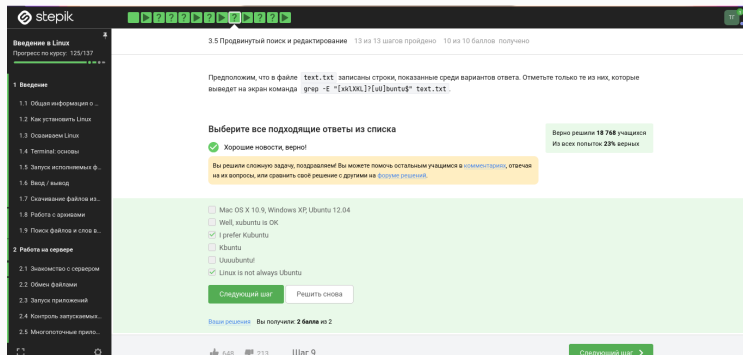 stepik
ТГ
Введение в Linux
Прогресс по курсу: 125/137
3.5 Продвинутый поиск и редактирование 13 из 13 шагов пройдено 10 из 10 баллов получено
1 Введение
1.1 Общая информация о ...
1.2 Как установить Linux
1.3 Осваиваем Linux
1.4 Terminal: основы
1.5 Запуск исполняемых ф...
1.6 Ввод / вывод
1.7 Скачивание файлов из...
1.8 Работа с архивами
1.9 Поиск файлов и слов в...
2 Работа на сервере
2.1 Знакомство с сервером
2.2 Обмен файлами
2.3 Запуск приложений
2.4 Контроль запускаемых...
2.5 Многопоточные прило...
Предположим, что в файле text.txt записаны строки, показанные среди вариантов ответа. Отметьте только те из них, которые
выведет на экран команда grep -E "[xklXKL]?[uU]buntu$" text.txt.
Выберите все подходящие ответы из списка
Верно решили 18 768 учащихся
Из всех попыток 23% верных
Хорошие новости, верно!
Вы решили сложную задачу, поздравляем! Вы можете помочь остальным учащимся в комментариях, отвечая
на их вопросы, или сравнить своё решение с другими на форуме решений.
Mac OS X 10.9, Windows XP, Ubuntu 12.04
Well, xubuntu is OK
I prefer Kubuntu
Kbuntu
Uuubuntu!
Linux is not always Ubuntu
Следующий шаг
Решить снова
Ваши решения Вы получили: 2 балла из 2
648 213 Шаг 9
Следующий шаг